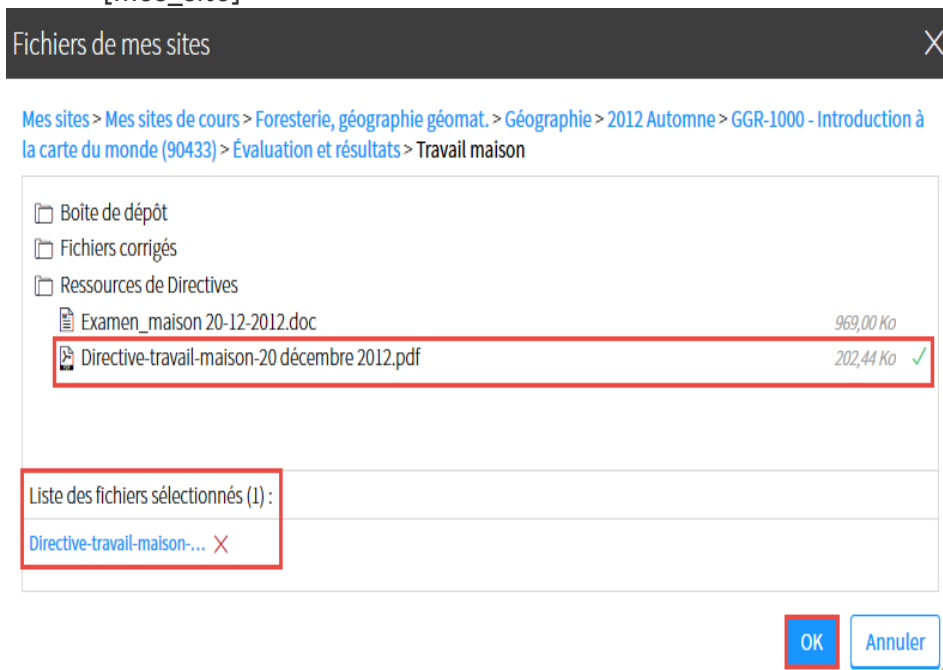 Fichiers de mes sites
Mes sites > Mes sites de cours > Foresterie, géographie géomat. > Géographie > 2012 Automne > GGR-1000 - Introduction à
la carte du monde (90433) > Évaluation et résultats > Travail maison
Boîte de dépôt
Fichiers corrigés
Ressources de Directives
Examen_maison 20-12-2012.doc 969,00 Ko
Directive-travail-maison-20 décembre 2012.pdf 202,44 Ko
Liste des fichiers sélectionnés (1) :
Directive-travail-maison-...
OK Annuler